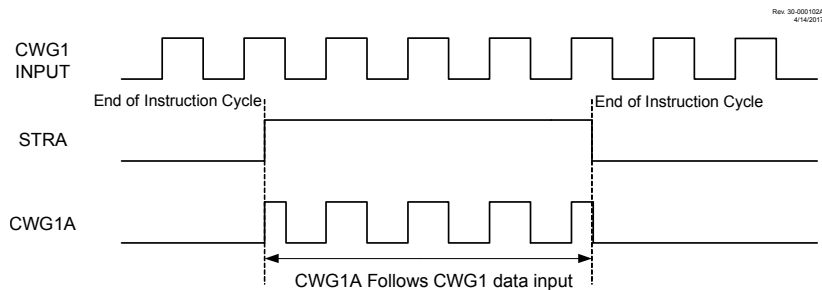 Rev. 30-000102A
4/14/2017
CWG1
INPUT
End of Instruction Cycle
End of Instruction Cycle
STRA
CWG1A
CWG1A Follows CWG1 data input